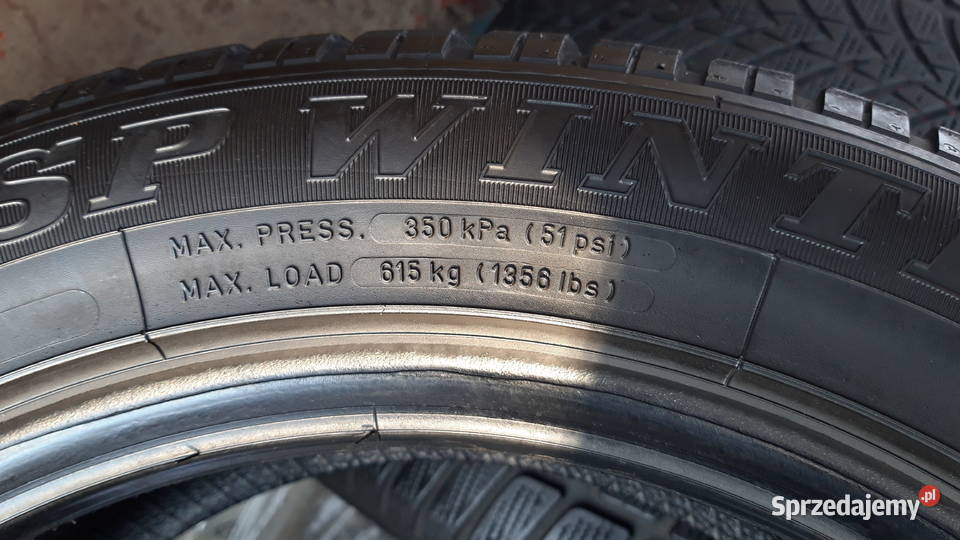 SP WINT
MAX. PRESS. 350 kPa (51 psi)
MAX. LOAD 615 kg (1356 lbs)
Sprzedajemy.pl